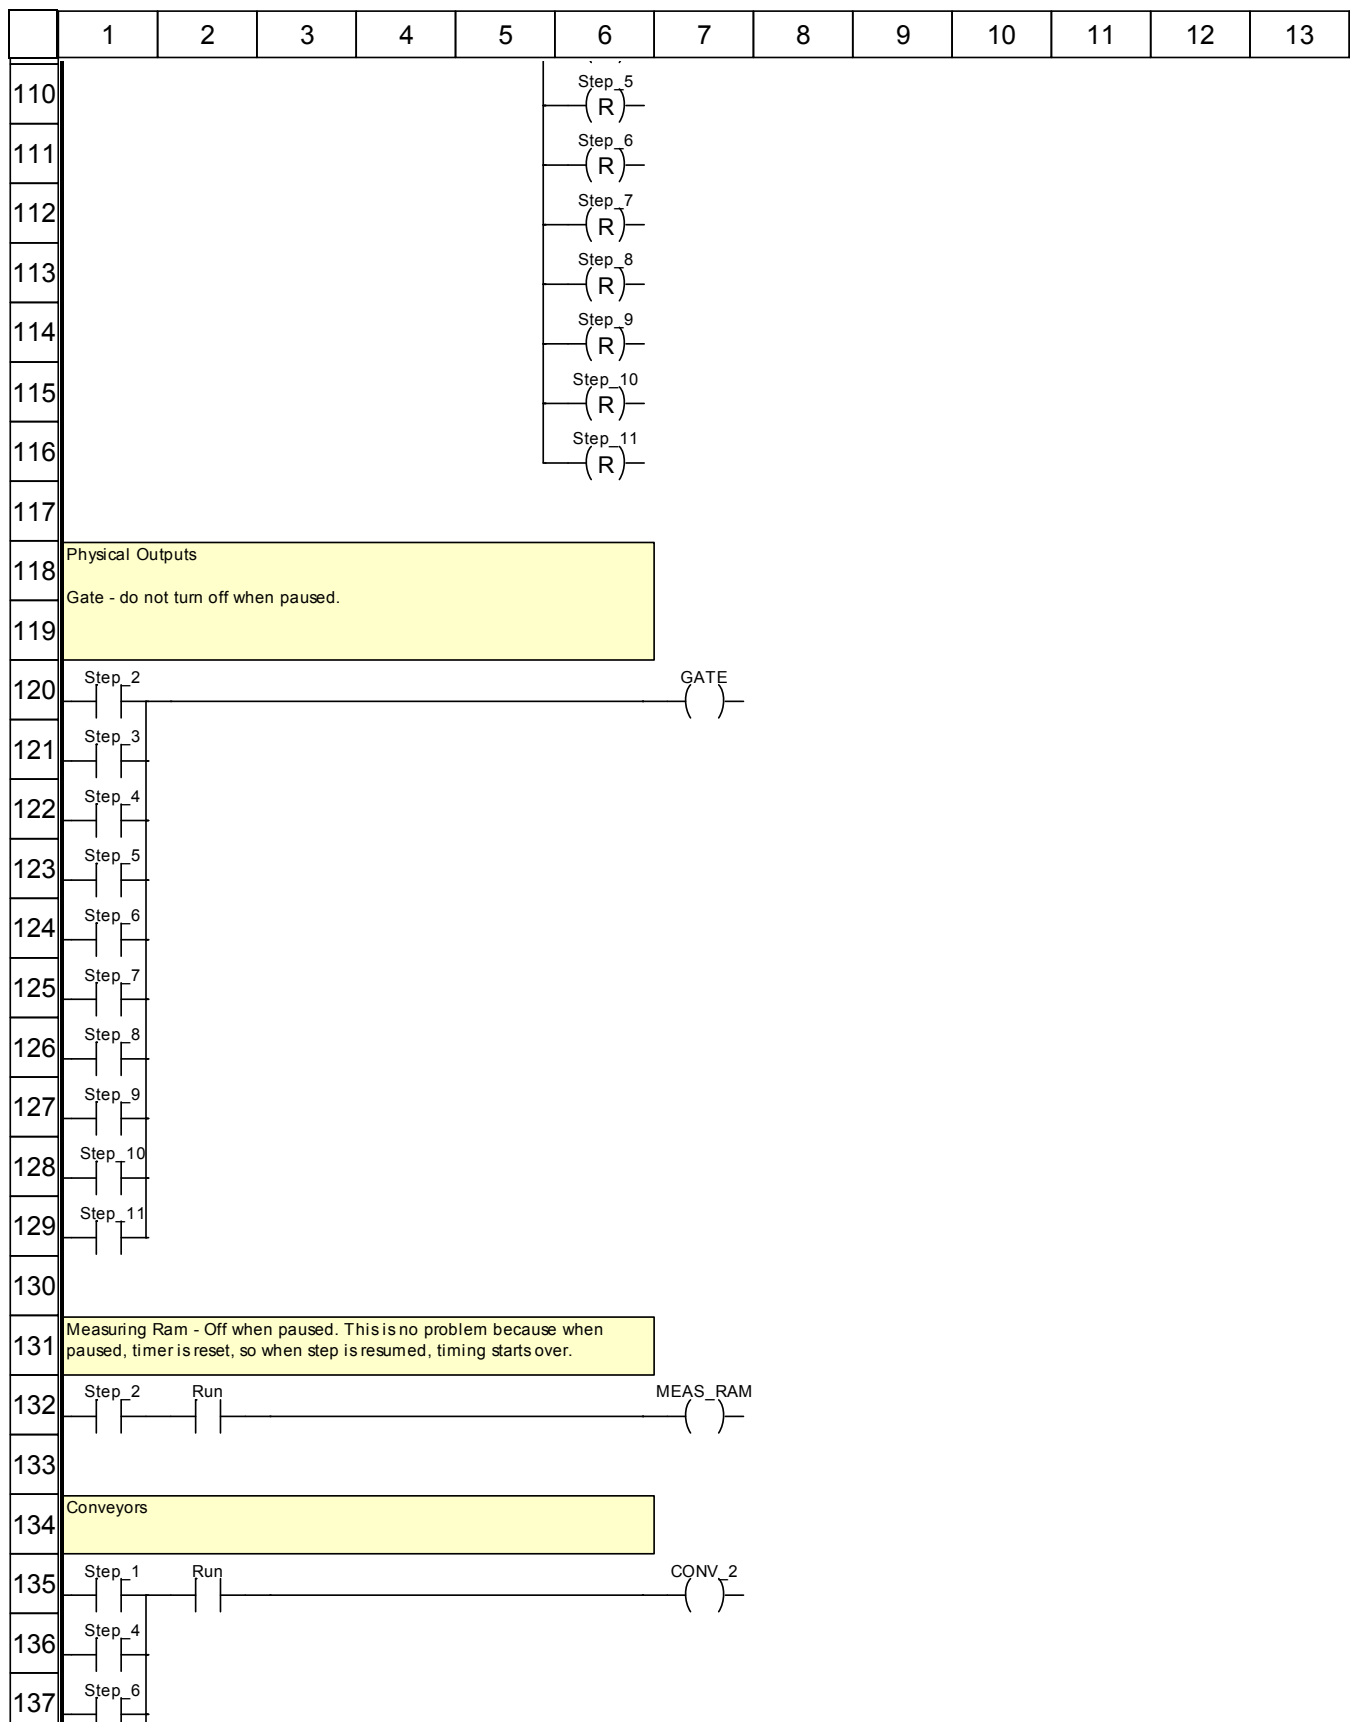 1 2 3 4 5 6 7 8 9 10 11 12 13
110 Step_5
(R)
111 Step_6
(R)
112 Step_7
(R)
113 Step_8
(R)
114 Step_9
(R)
115 Step_10
(R)
116 Step_11
(R)
117
118 Physical Outputs
Gate - do not turn off when paused.
119
120 Step_2 GATE
121 Step_3
122 Step_4
123 Step_5
124 Step_6
125 Step_7
126 Step_8
127 Step_9
128 Step_10
129 Step_11
130
131 Measuring Ram - Off when paused. This is no problem because when
paused, timer is reset, so when step is resumed, timing starts over.
132 Step_2 Run MEAS_RAM
133
134 Conveyors
135 Step_1 Run CONV_2
136 Step_4
137 Step_6